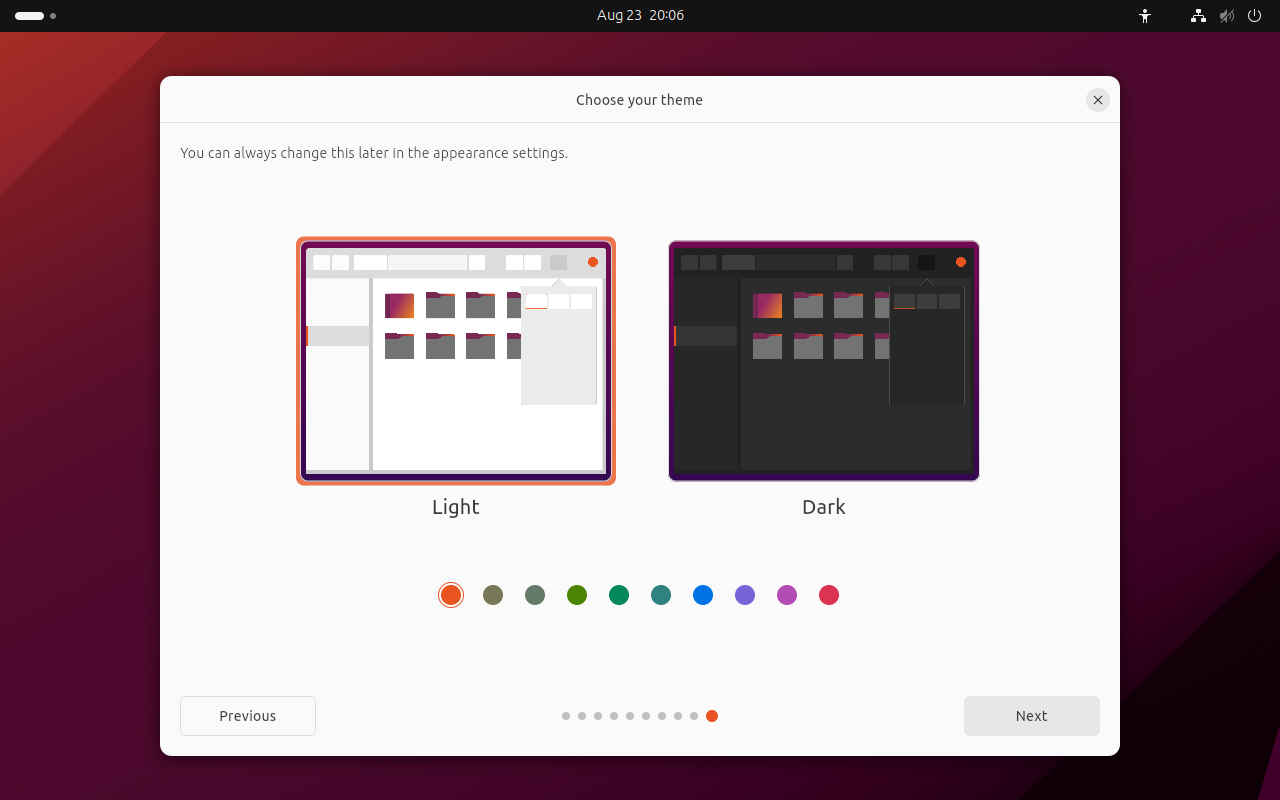 Aug 23 20:06
Choose your theme
You can always change this later in the appearance settings.
Light
Dark
Previous
Next